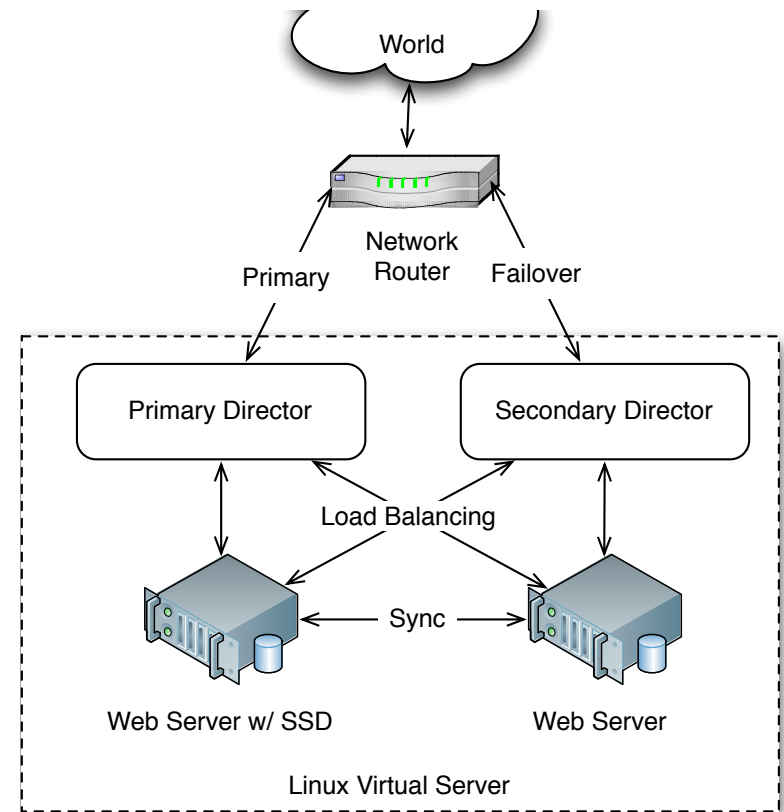 World
Network
Router
Primary
Failover
Primary Director
Secondary Director
Load Balancing
Sync
Web Server w/ SSD
Web Server
Linux Virtual Server